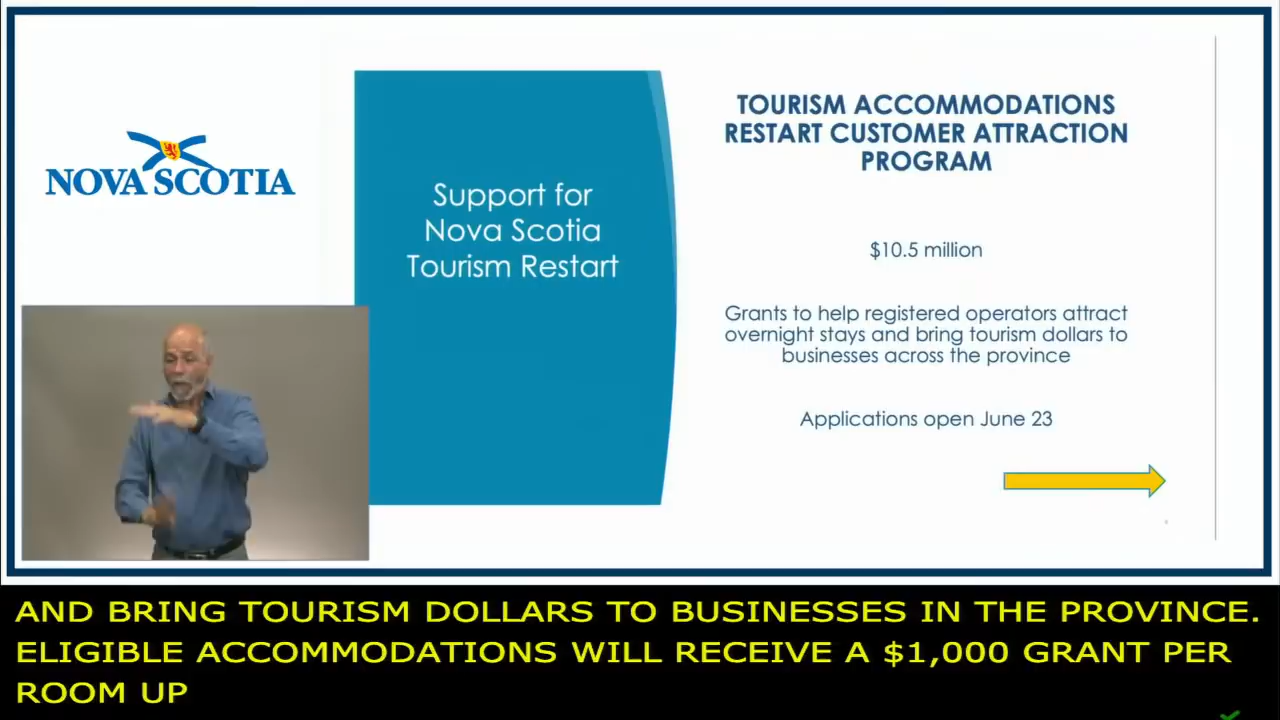 NOVA SCOTIA
Support for
Nova Scotia
Tourism Restart
TOURISM ACCOMMODATIONS
RESTART CUSTOMER ATTRACTION
PROGRAM
$10.5 million
Grants to help registered operators attract
overnight stays and bring tourism dollars to
businesses across the province
Applications open June 23
AND BRING TOURISM DOLLARS TO BUSINESSES IN THE PROVINCE.
ELIGIBLE ACCOMMODATIONS WILL RECEIVE A $1,000 GRANT PER
ROOM UP